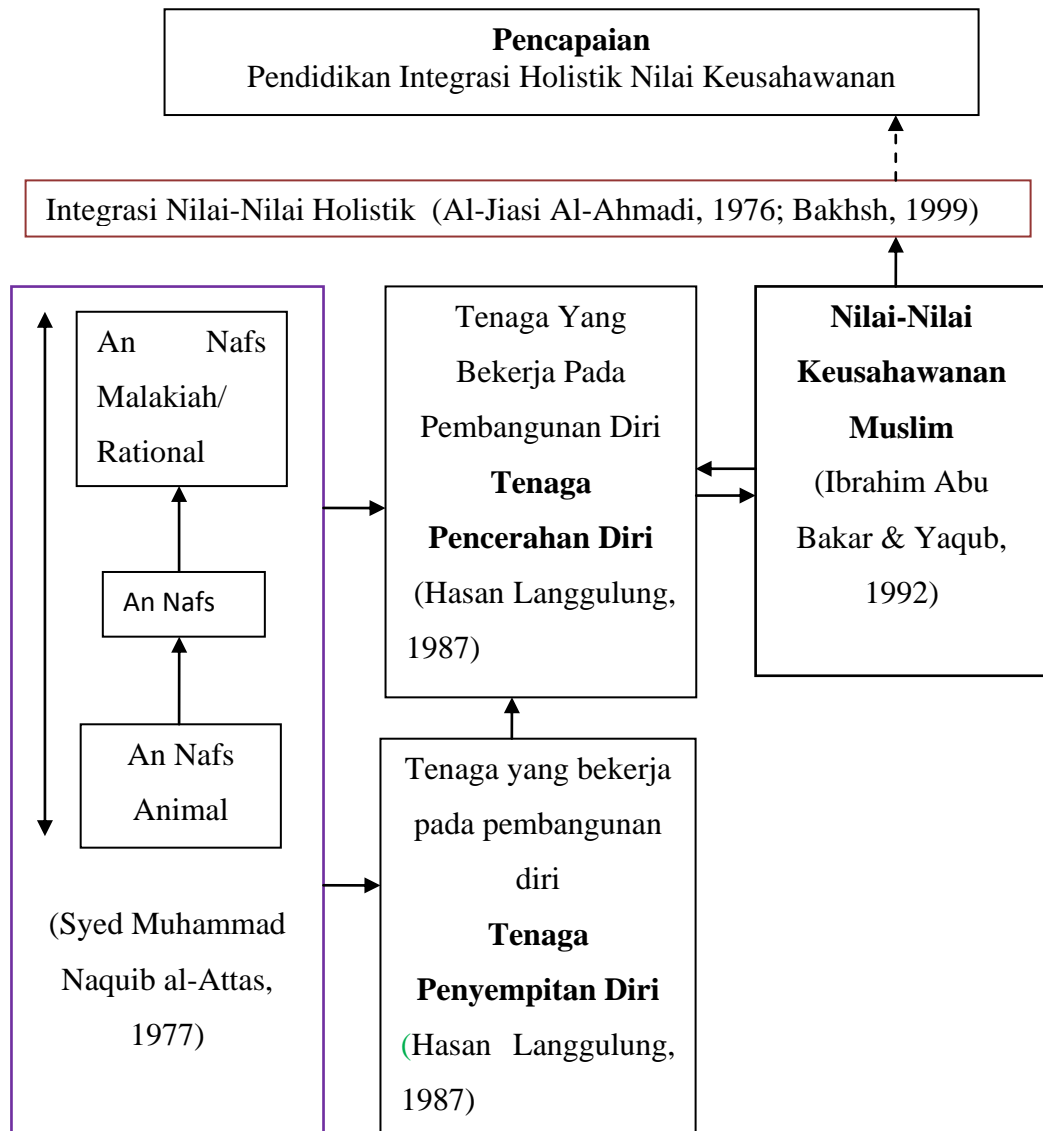 Pencapaian
Pendidikan Integrasi Holistik Nilai Keusahawanan
Integrasi Nilai-Nilai Holistik (Al-Jiasi Al-Ahmadi, 1976; Bakhsh, 1999)
An Nafs
Malakiah/
Rational
An Nafs
An Nafs
Animal
(Syed Muhammad
Naquib al-Attas,
1977)
Tenaga Yang
Bekerja Pada
Pembangunan Diri
Tenaga
Pencerahan Diri
(Hasan Langgulung,
1987)
Tenaga yang bekerja
pada pembangunan
diri
Tenaga
Penyempitan Diri
(Hasan Langgulung,
1987)
Nilai-Nilai
Keusahawanan
Muslim
(Ibrahim Abu
Bakar & Yaqub,
1992)